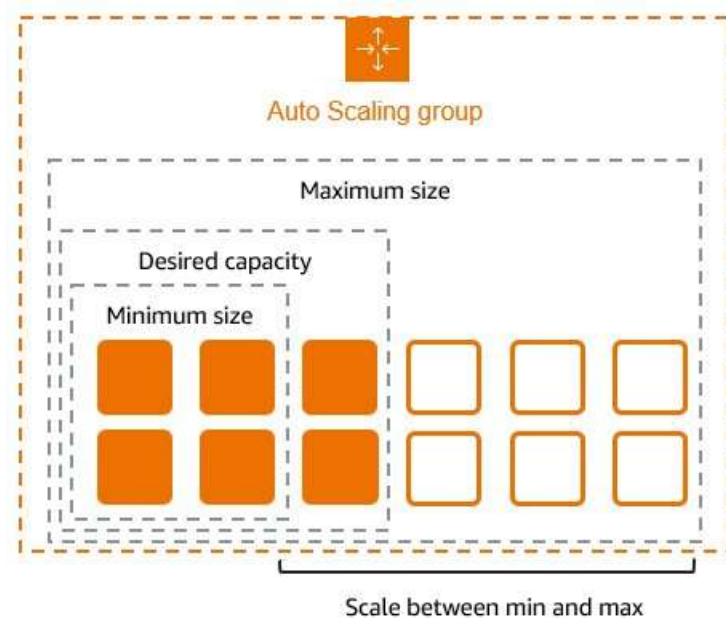 Auto Scaling group
Maximum size
Desired capacity
Minimum size
Scale between min and max